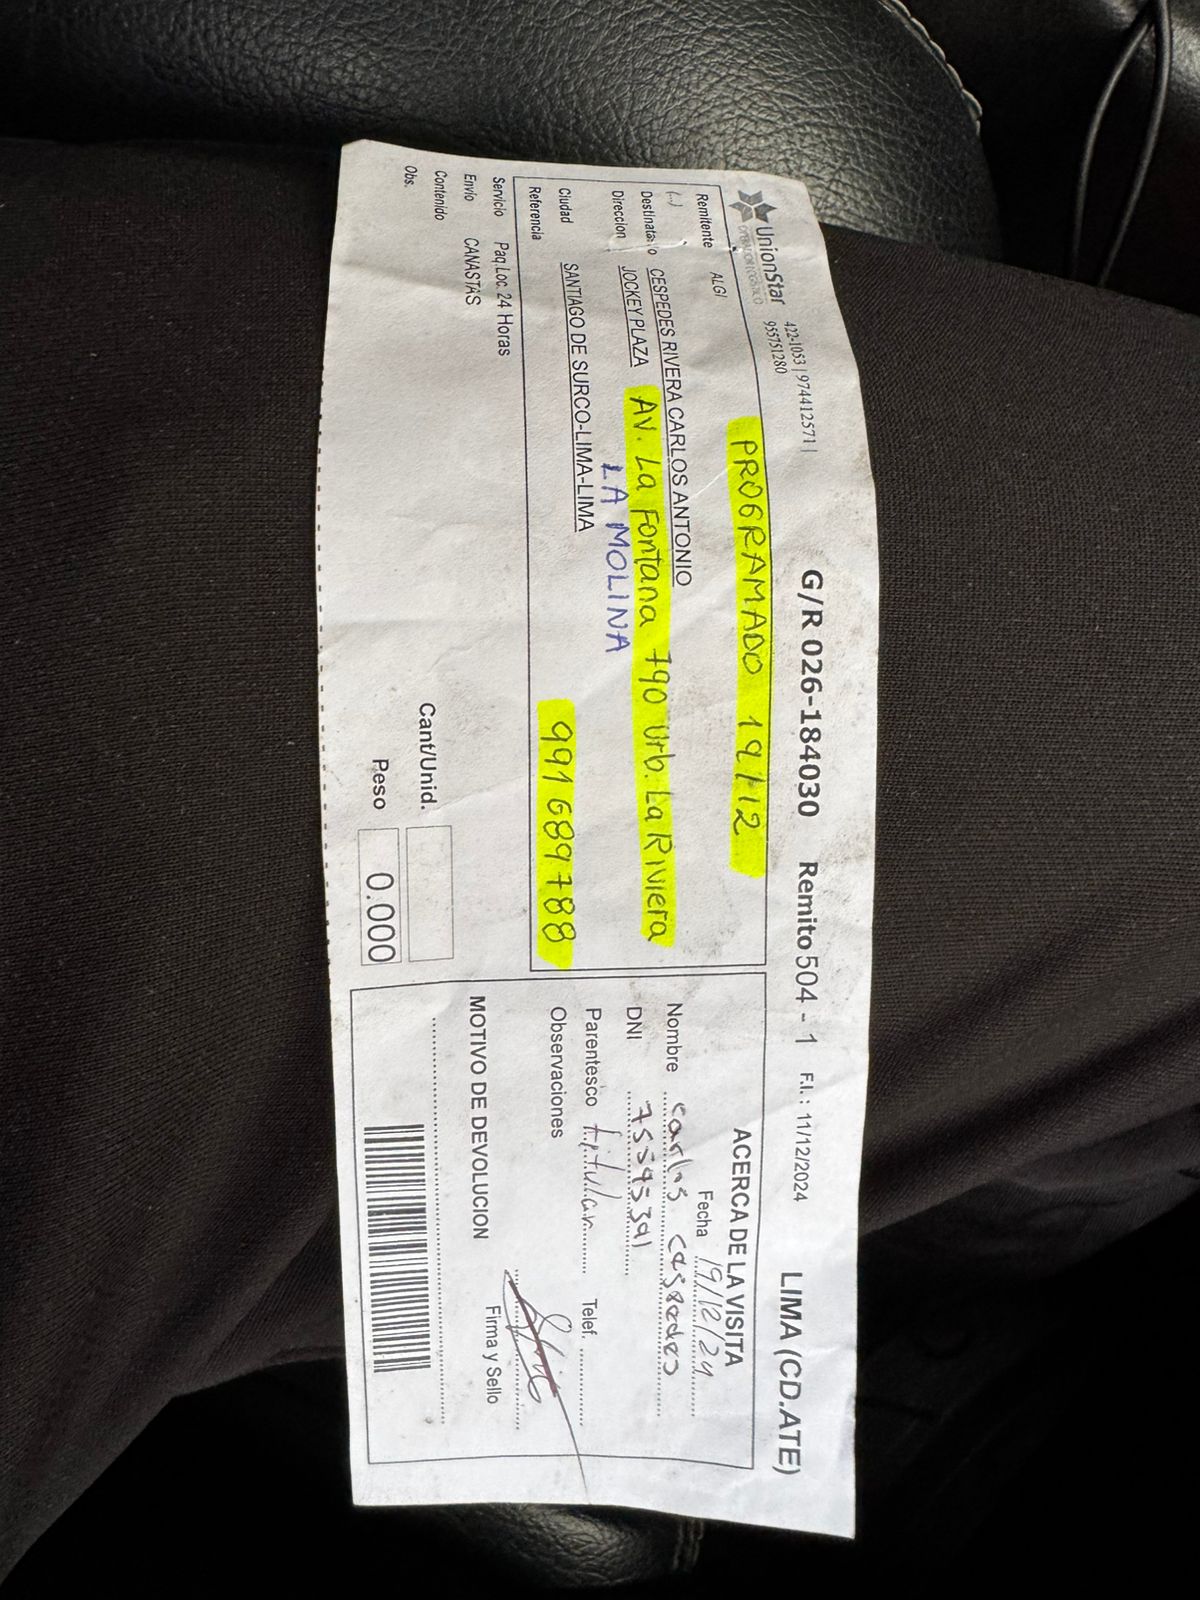 UnionStar
OPERADOR LOGISTICO
422-1053 | 974412571 |
955751280
G/R 026-184030 Remito 504 - 1 F.I. : 11/12/2024 LIMA (CD.ATE)
PROGRAMADO 19/12
Remitente ALGI
Destinatario CESPEDES RIVERA CARLOS ANTONIO
Direccion JOCKEY PLAZA AV. La Fontana 790 Urb. La Riviera
LA MOLINA
Ciudad SANTIAGO DE SURCO-LIMA-LIMA
Referencia 991689788
Servicio Paq.Loc. 24 Horas
Envio CANASTAS
Contenido
Obs.
Cant/Unid.
Peso 0.000
ACERCA DE LA VISITA
Fecha 19/12/24
Nombre carlos cespedes
DNI
Parentesco titular Telef.
Observaciones
MOTIVO DE DEVOLUCION
Firma y Sello